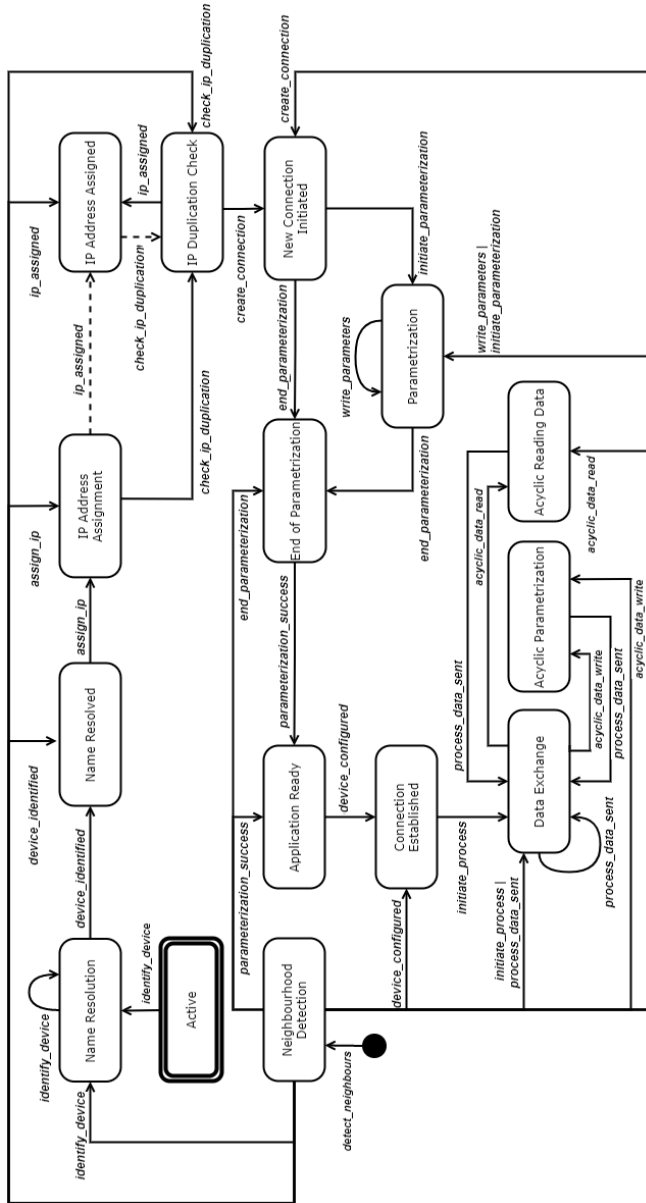 identify_device
identify_device
Name Resolution
identify_device
Active
device_identified
device_identified
Name Resolved
assign_ip
assign_ip
IP Address
Assignment
ip_assigned
check_ip_duplication
ip_assigned
IP Address Assigned
ip_assigned
check_ip_duplication
IP Duplication Check
check_ip_duplication
detect_neighbours
Neighbourhood
Detection
parameterization_success
Application Ready
parameterization_success
end_parameterization
End of Parametrization
end_parameterization
create_connection
New Connection
Initiated
create_connection
device_configured
device_configured
Connection
Established
initiate_process
write_parameters
Parametrization
end_parameterization
initiate_parameterization
write_parameters |
initiate_parameterization
initiate_process |
process_data_sent
process_data_sent
Data Exchange
process_data_sent
acyclic_data_write
process_data_sent
Acyclic Parametrization
acyclic_data_write
acyclic_data_read
Acyclic Reading Data
acyclic_data_read